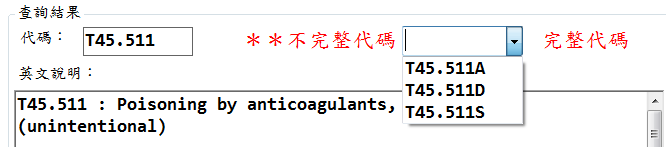 查詢結果
代碼： T45.511 ＊＊不完整代碼 完整代碼
T45.511A
T45.511D
T45.511S
英文說明：
T45.511 : Poisoning by anticoagulants,
(unintentional)